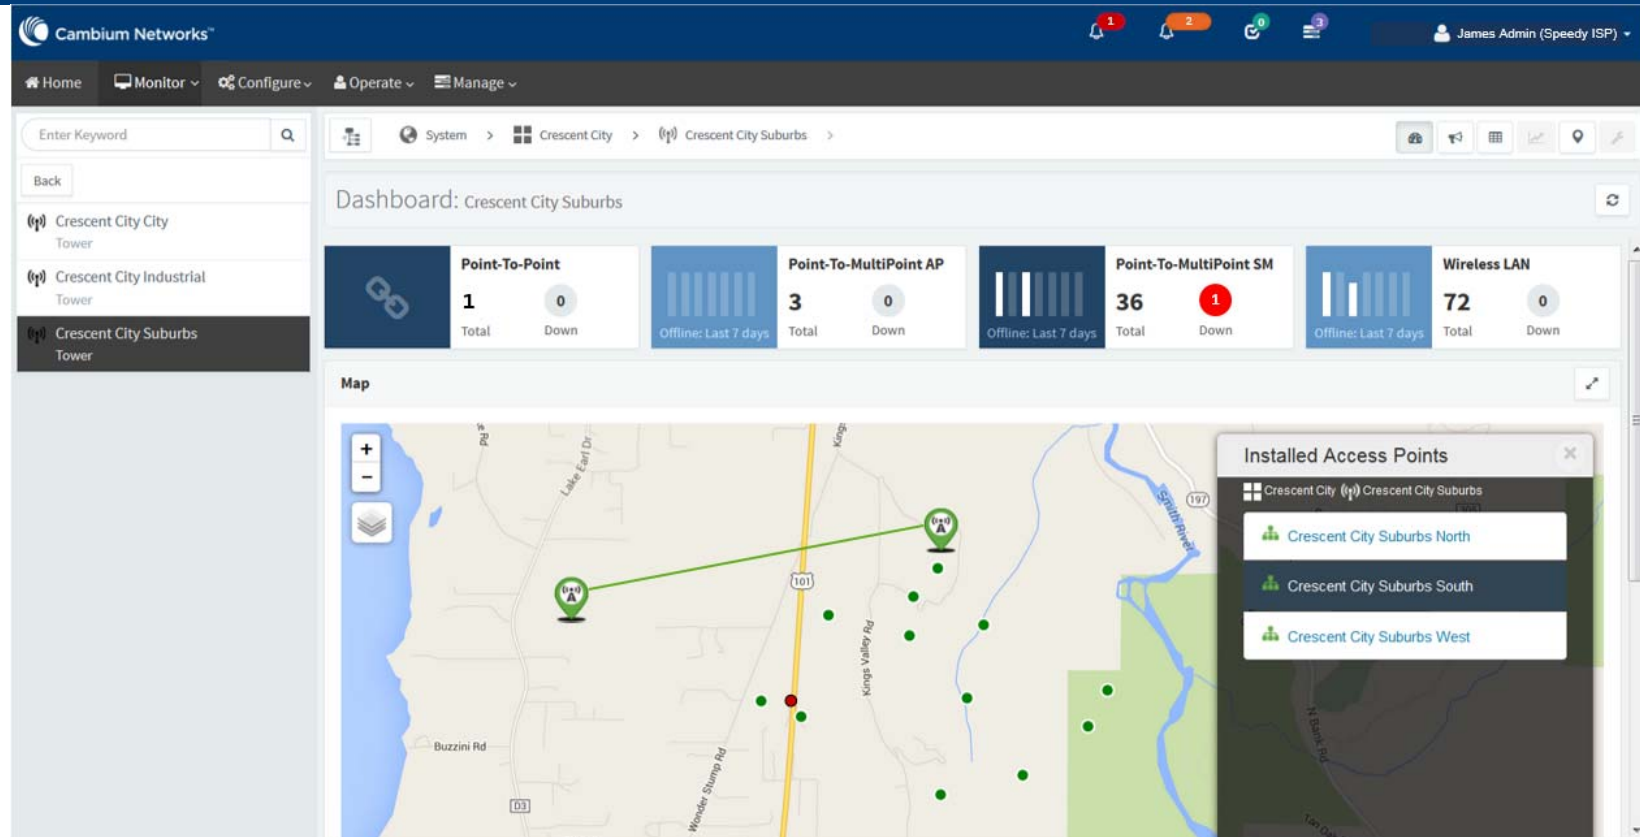 Cambium Networks™
1
2
0
3
James Admin (Speedy ISP)
Home Monitor Configure Operate Manage
Enter Keyword
System > Crescent City > Crescent City Suburbs >
Back
Crescent City City
Tower
Crescent City Industrial
Tower
Crescent City Suburbs
Tower
Dashboard: Crescent City Suburbs
Point-To-Point
1 0
Total Down
Offline: Last 7 days
Point-To-MultiPoint AP
3 0
Total Down
Offline: Last 7 days
Point-To-MultiPoint SM
36 1
Total Down
Offline: Last 7 days
Wireless LAN
72 0
Total Down
Map
+
−
Lake Earl Dr
Kings
Smith River
197
101
Kings Valley Rd
Buzzini Rd
Wonder Stump Rd
D3
Installed Access Points
Crescent City Crescent City Suburbs
Crescent City Suburbs North
Crescent City Suburbs South
Crescent City Suburbs West
N Bank Rd